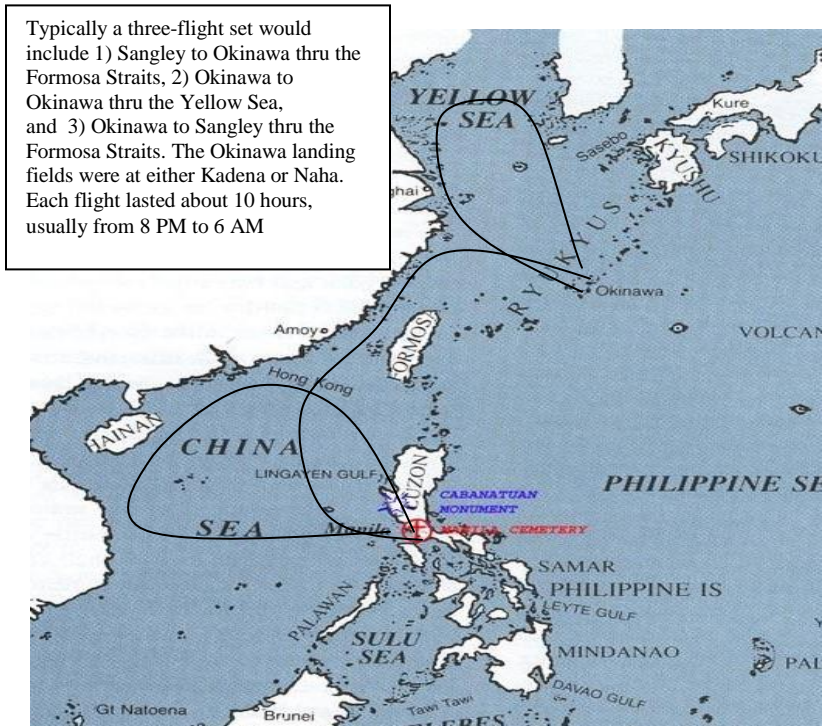 Typically a three-flight set would
include 1) Sangley to Okinawa thru the
Formosa Straits, 2) Okinawa to
Okinawa thru the Yellow Sea,
and 3) Okinawa to Sangley thru the
Formosa Straits. The Okinawa landing
fields were at either Kadena or Naha.
Each flight lasted about 10 hours,
usually from 8 PM to 6 AM
YELLOW
SEA
Kure
Sasebo
KYUSHU
SHIKOKU
ghai
RYUKYUS
Okinawa
Amoy
FORMOSA
VOLCAN
Hong Kong
JAINAN
CHINA
SEA
LINGAYEN GULF
LUZON
CABANATUAN
MONUMENT
PHILIPPINE SE
Manila
MANILA CEMETERY
SAMAR
PHILIPPINE IS
LEYTE GULF
PALAWAN
SULU
SEA
MINDANAO
PAL
DAVAO GULF
Gt Natoena
Brunei
Tawi Tawi
ELEBES